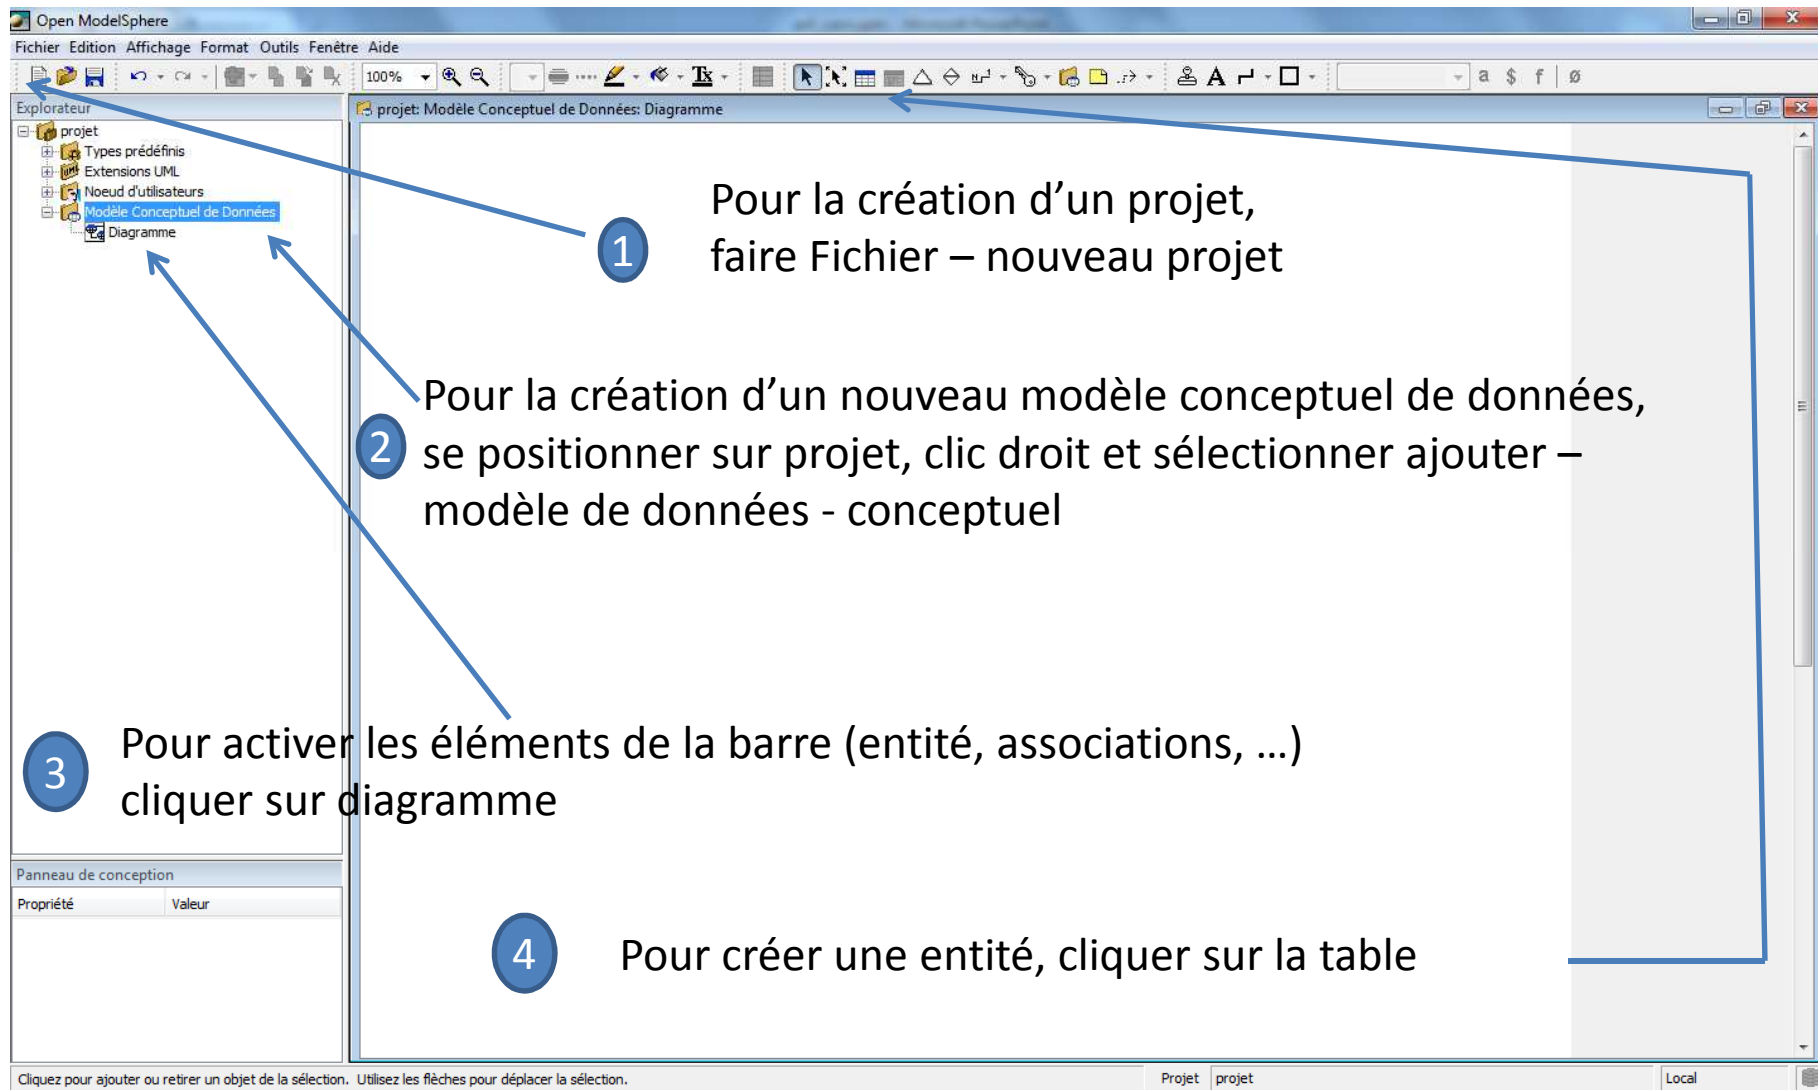 Open ModelSphere
Fichier Edition Affichage Format Outils Fenêtre Aide
100% Tx A a $ f ø
Explorateur
projet: Modèle Conceptuel de Données: Diagramme
projet
Types prédéfinis
Extensions UML
Noeud d'utilisateurs
Modèle Conceptuel de Données
Diagramme
1
Pour la création d’un projet,
faire Fichier – nouveau projet
2
Pour la création d’un nouveau modèle conceptuel de données,
se positionner sur projet, clic droit et sélectionner ajouter –
modèle de données - conceptuel
3
Pour activer les éléments de la barre (entité, associations, …)
cliquer sur diagramme
Panneau de conception
Propriété Valeur
4
Pour créer une entité, cliquer sur la table
Cliquez pour ajouter ou retirer un objet de la sélection. Utilisez les flèches pour déplacer la sélection.
Projet projet Local